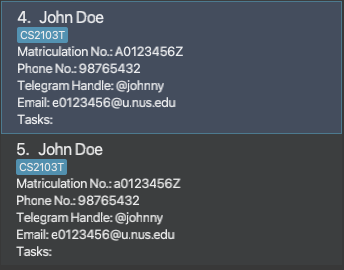 4. John Doe
CS2103T
Matriculation No.: A0123456Z
Phone No.: 98765432
Telegram Handle: @johnny
Email: e0123456@u.nus.edu
Tasks:
5. John Doe
CS2103T
Matriculation No.: a0123456Z
Phone No.: 98765432
Telegram Handle: @johnny
Email: e0123456@u.nus.edu
Tasks: